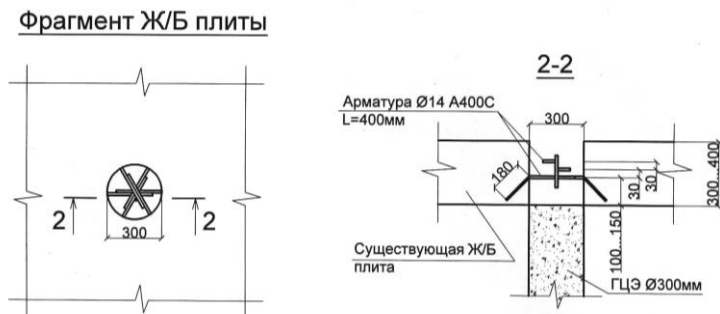 Фрагмент Ж/Б плиты
2-2
Арматура Ø14 А400С
L=400мм
300
180
30
30
300...400
2
2
300
100...150
Существующая Ж/Б
плита
ГЦЭ Ø300мм